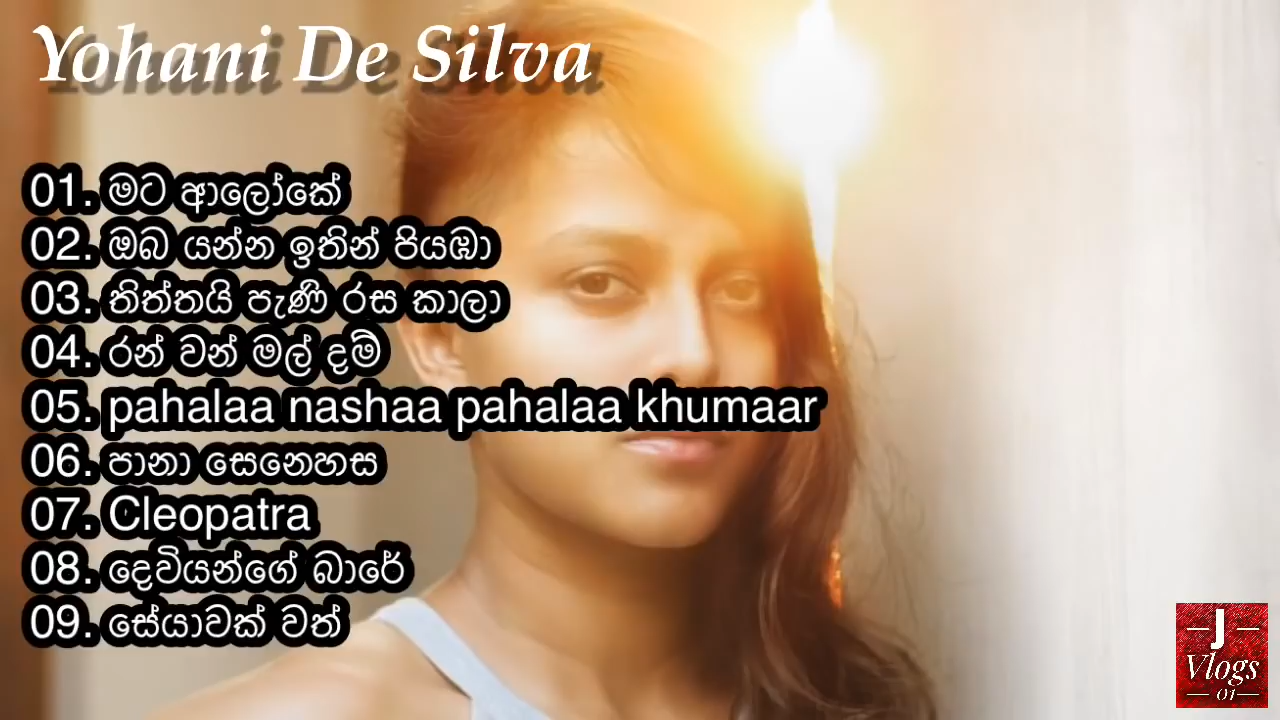 Yohani De Silva
01. මට ආලෝකේ
02. ඔබ යන්න ඉතින් පියඹා
03. තිත්තයි පැණි රස කාලා
04. රන් වන් මල් දම්
05. pahalaa nashaa pahalaa khumaar
06. පානා සෙනෙහස
07. Cleopatra
08. දෙවියන්ගේ බාරේ
09. සේයාවක් වත්
J
Vlogs
01